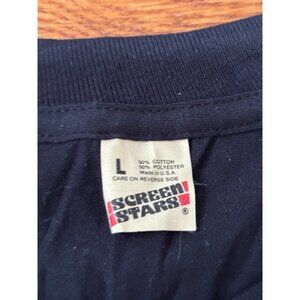 L
50% COTTON
50% POLYESTER
Made in U.S.A.
CARE ON REVERSE SIDE
SCREEN
STARS
®